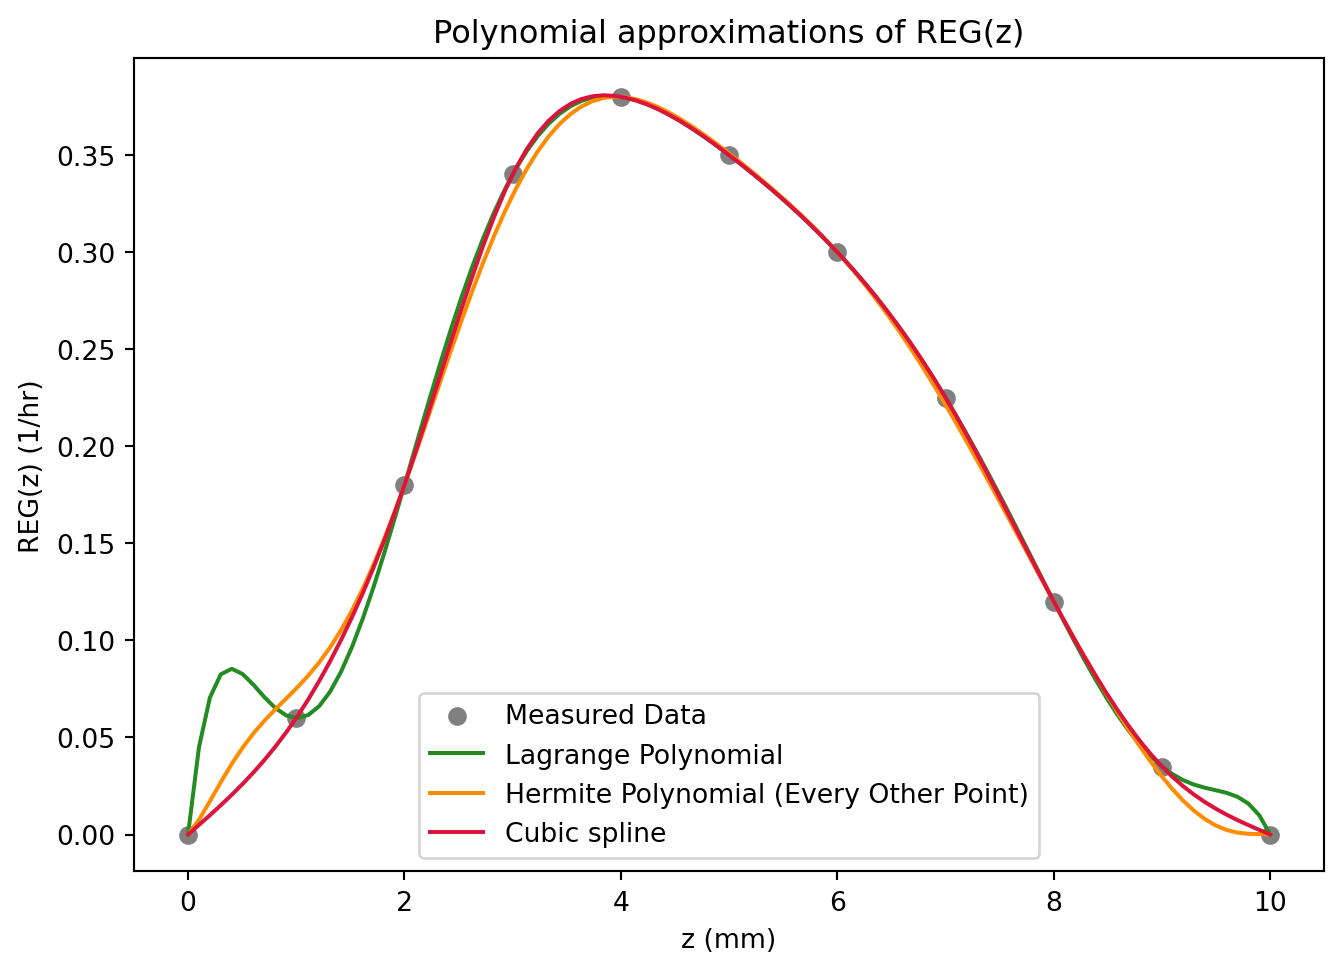 Polynomial approximations of REG(z)
REG(z) (1/hr)
0.35
0.30
0.25
0.20
0.15
0.10
0.05
0.00
Measured Data
Lagrange Polynomial
Hermite Polynomial (Every Other Point)
Cubic spline
0 2 4 6 8 10
z (mm)